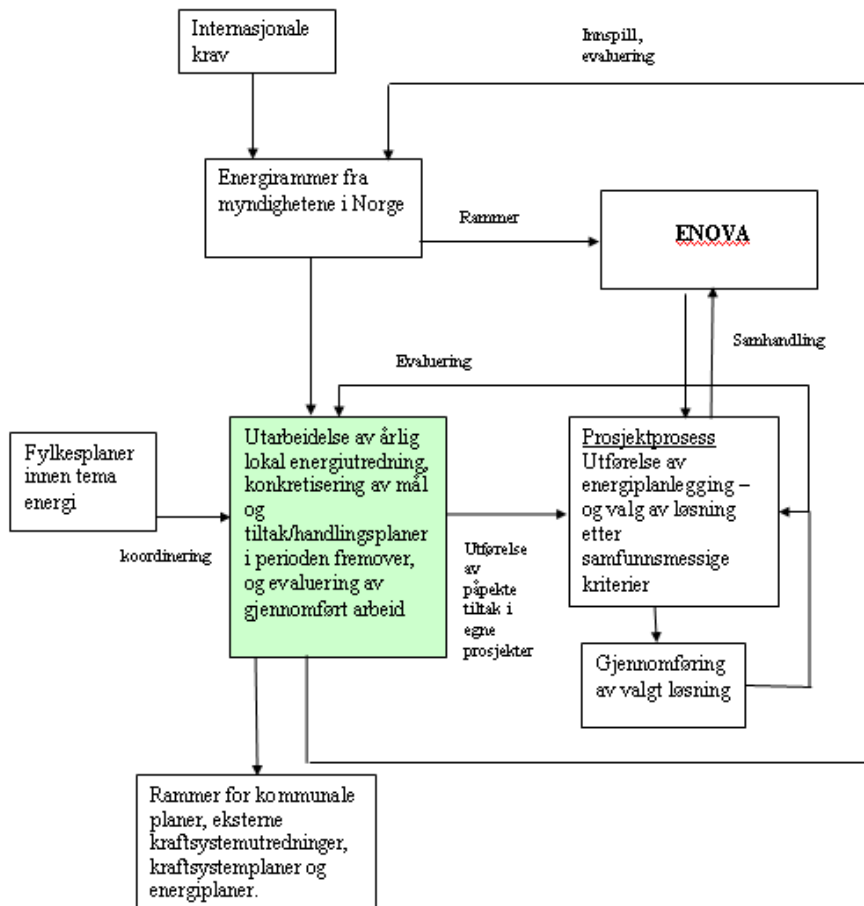 Internasjonale
krav
Innspill,
evaluering
Energirammer fra
myndighetene i Norge
Rammer
ENOVA
Samhandling
Evaluering
Fylkesplaner
innen tema
energi
koordinering
Utarbeidelse av årlig
lokal energiutredning,
konkretisering av mål
og
tiltak/handlingsplaner
i perioden fremover,
og evaluering av
gjennomført arbeid
Utførelse
av
påpekte
tiltak i
egne
prosjekter
Prosjektprosess
Utførelse av
energiplanlegging –
og valg av løsning
etter
samfunnsmessige
kriterier
Gjennomføring
av valgt løsning
Rammer for kommunale
planer, eksterne
kraftsystemutredninger,
kraftsystemplaner og
energiplaner.